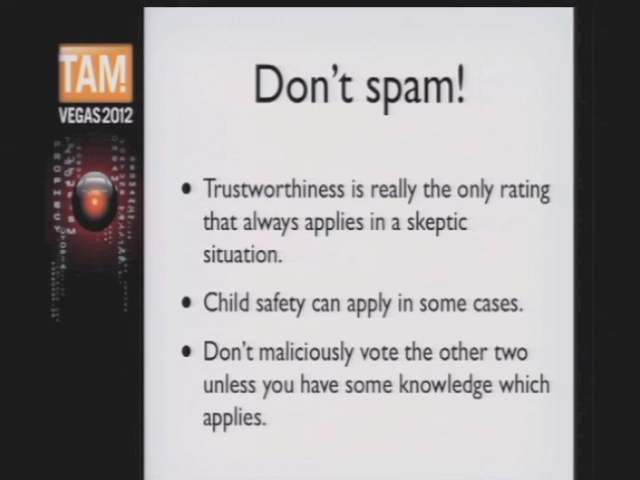 TAM!
VEGAS 2012
Don't spam!
• Trustworthiness is really the only rating
that always applies in a skeptic
situation.
• Child safety can apply in some cases.
• Don't maliciously vote the other two
unless you have some knowledge which
applies.